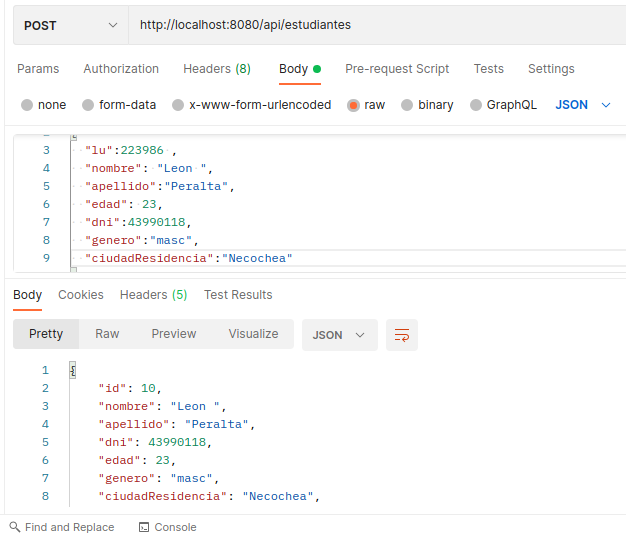 POST http://localhost:8080/api/estudiantes
Params Authorization Headers (8) Body Pre-request Script Tests Settings
none form-data x-www-form-urlencoded raw binary GraphQL JSON
3 "lu":223986 ,
4 "nombre": "Leon ",
5 "apellido":"Peralta",
6 "edad": 23,
7 "dni":43990118,
8 "genero":"masc",
9 "ciudadResidencia":"Necochea"
Body Cookies Headers (5) Test Results
Pretty Raw Preview Visualize JSON
1 {
2 "id": 10,
3 "nombre": "Leon ",
4 "apellido": "Peralta",
5 "dni": 43990118,
6 "edad": 23,
7 "genero": "masc",
8 "ciudadResidencia": "Necochea",
Find and Replace Console